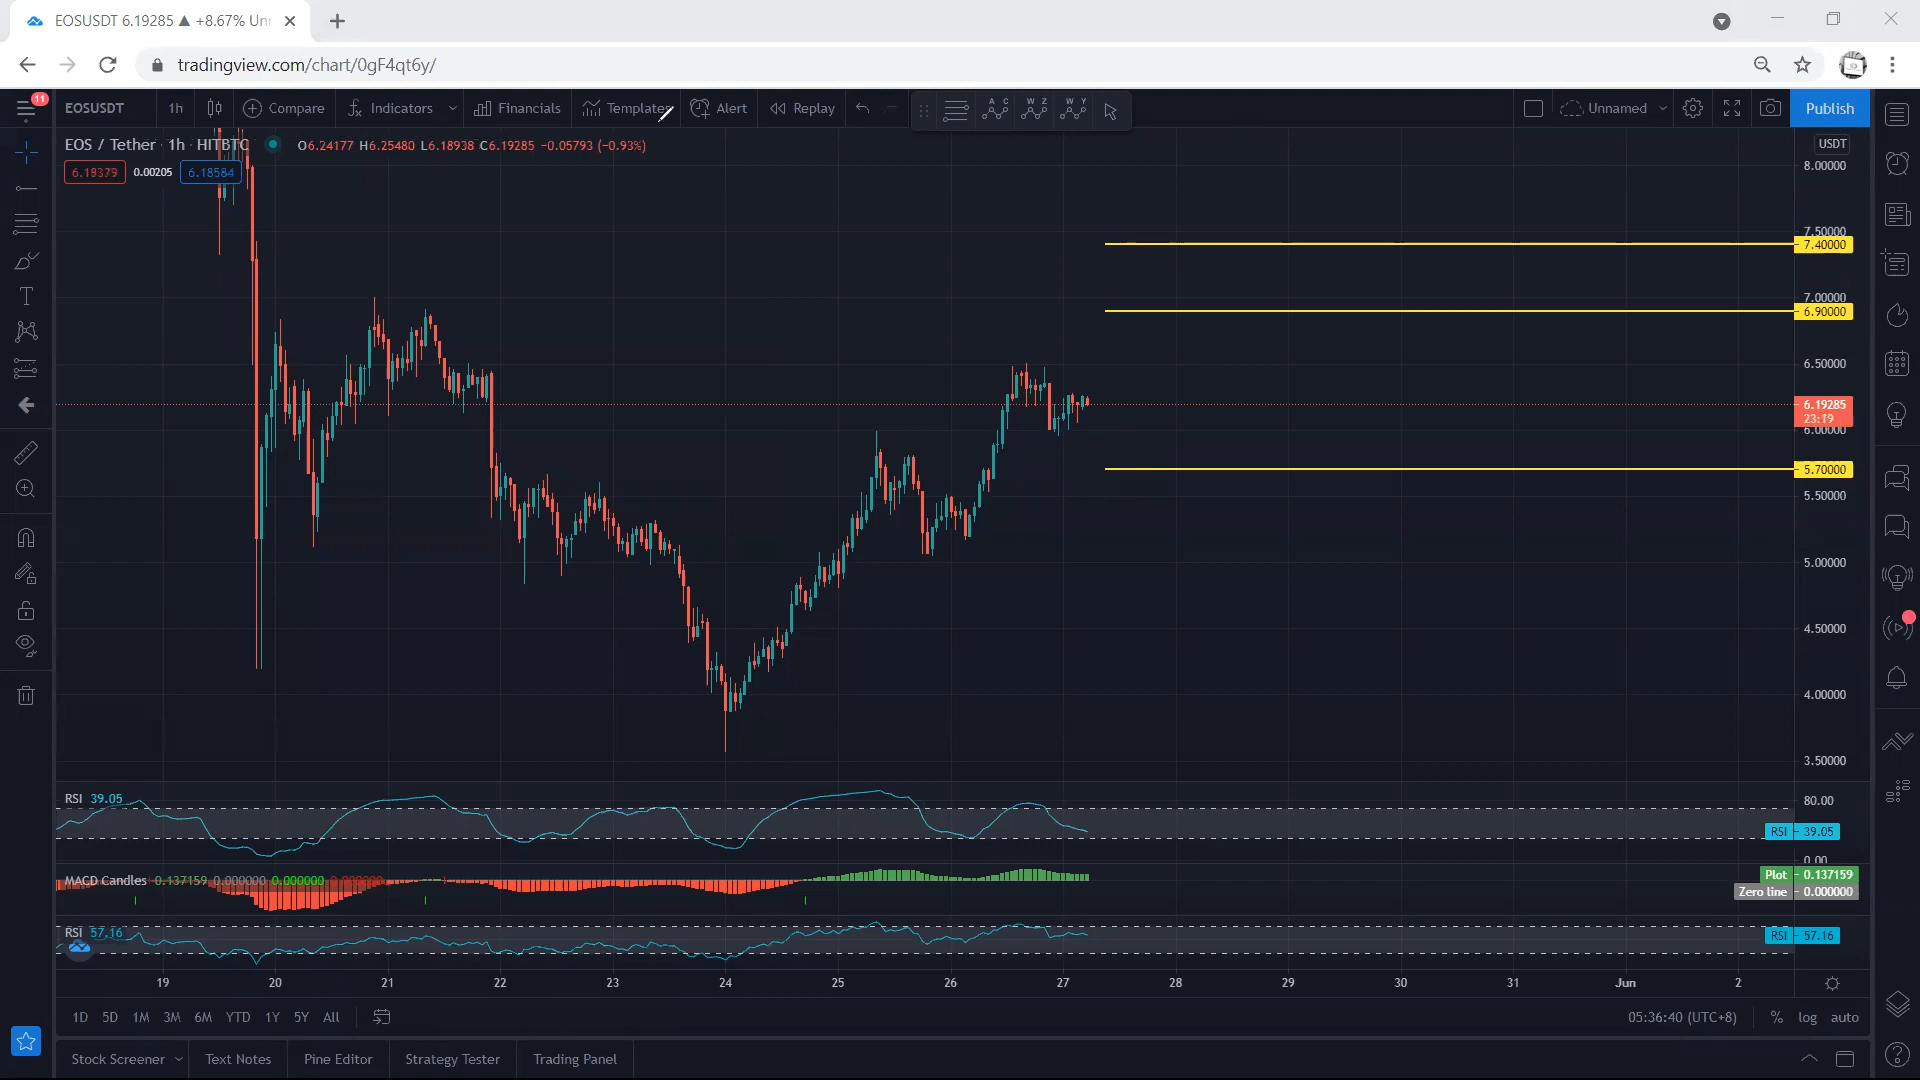 EOSUSDT 6.19285 ▲ +8.67% Unn
tradingview.com/chart/0gF4qt6y/
11
EOSUSDT 1h Compare Indicators Financials Templates Alert Replay Unnamed Publish
A C W Z W Y
EOS / Tether · 1h · HITBTC O6.24177 H6.25480 L6.18938 C6.19285 -0.05793 (-0.93%)
6.18379 0.00205 6.18584
USDT
8.00000
7.50000
7.40000
7.00000
6.90000
6.50000
6.19285
23:19
6.00000
5.70000
5.50000
5.00000
4.50000
4.00000
3.50000
RSI 39.05
80.00
RSI 39.05
0.00
MACD Candles 0.137159 0.000000 0.000000 0.000000
Plot 0.137159
Zero line 0.000000
RSI 57.16
RSI 57.16
19 20 21 22 23 24 25 26 27 28 29 30 31 Jun 2
1D 5D 1M 3M 6M YTD 1Y 5Y All 05:36:40 (UTC+8) % log auto
Stock Screener Text Notes Pine Editor Strategy Tester Trading Panel